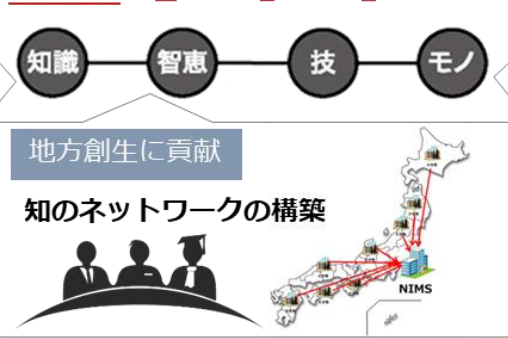 知識
智恵
技
モノ
地方創生に貢献
知のネットワークの構築
NIMS